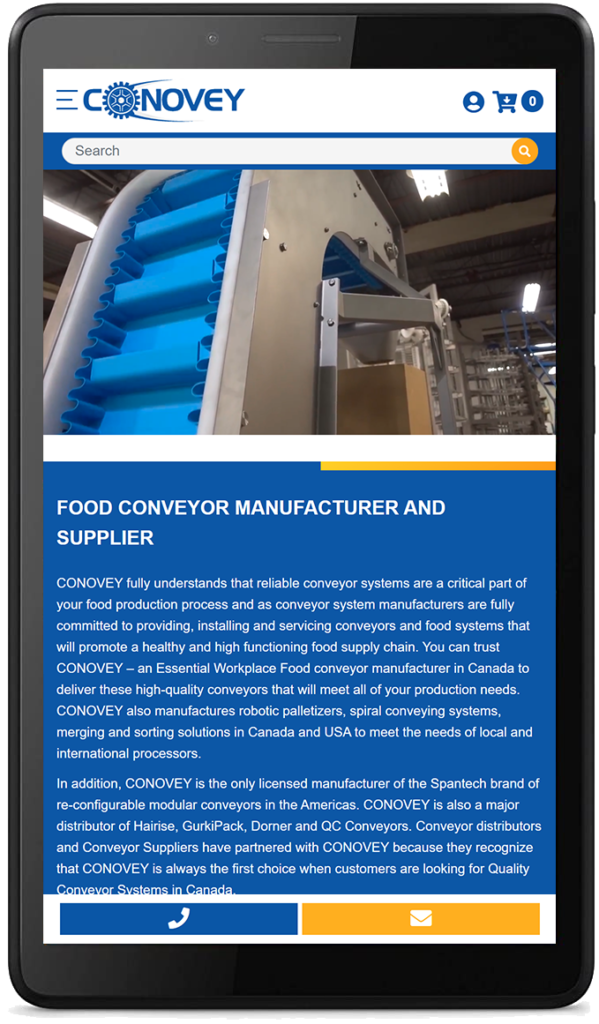 CONOVEY
0
Search
FOOD CONVEYOR MANUFACTURER AND
SUPPLIER
CONOVEY fully understands that reliable conveyor systems are a critical part of
your food production process and as conveyor system manufacturers are fully
committed to providing, installing and servicing conveyors and food systems that
will promote a healthy and high functioning food supply chain. You can trust
CONOVEY – an Essential Workplace Food conveyor manufacturer in Canada to
deliver these high-quality conveyors that will meet all of your production needs.
CONOVEY also manufactures robotic palletizers, spiral conveying systems,
merging and sorting solutions in Canada and USA to meet the needs of local and
international processors.
In addition, CONOVEY is the only licensed manufacturer of the Spantech brand of
re-configurable modular conveyors in the Americas. CONOVEY is also a major
distributor of Hairise, GurkiPack, Dorner and QC Conveyors. Conveyor distributors
and Conveyor Suppliers have partnered with CONOVEY because they recognize
that CONOVEY is always the first choice when customers are looking for Quality
Conveyor Systems in Canada.